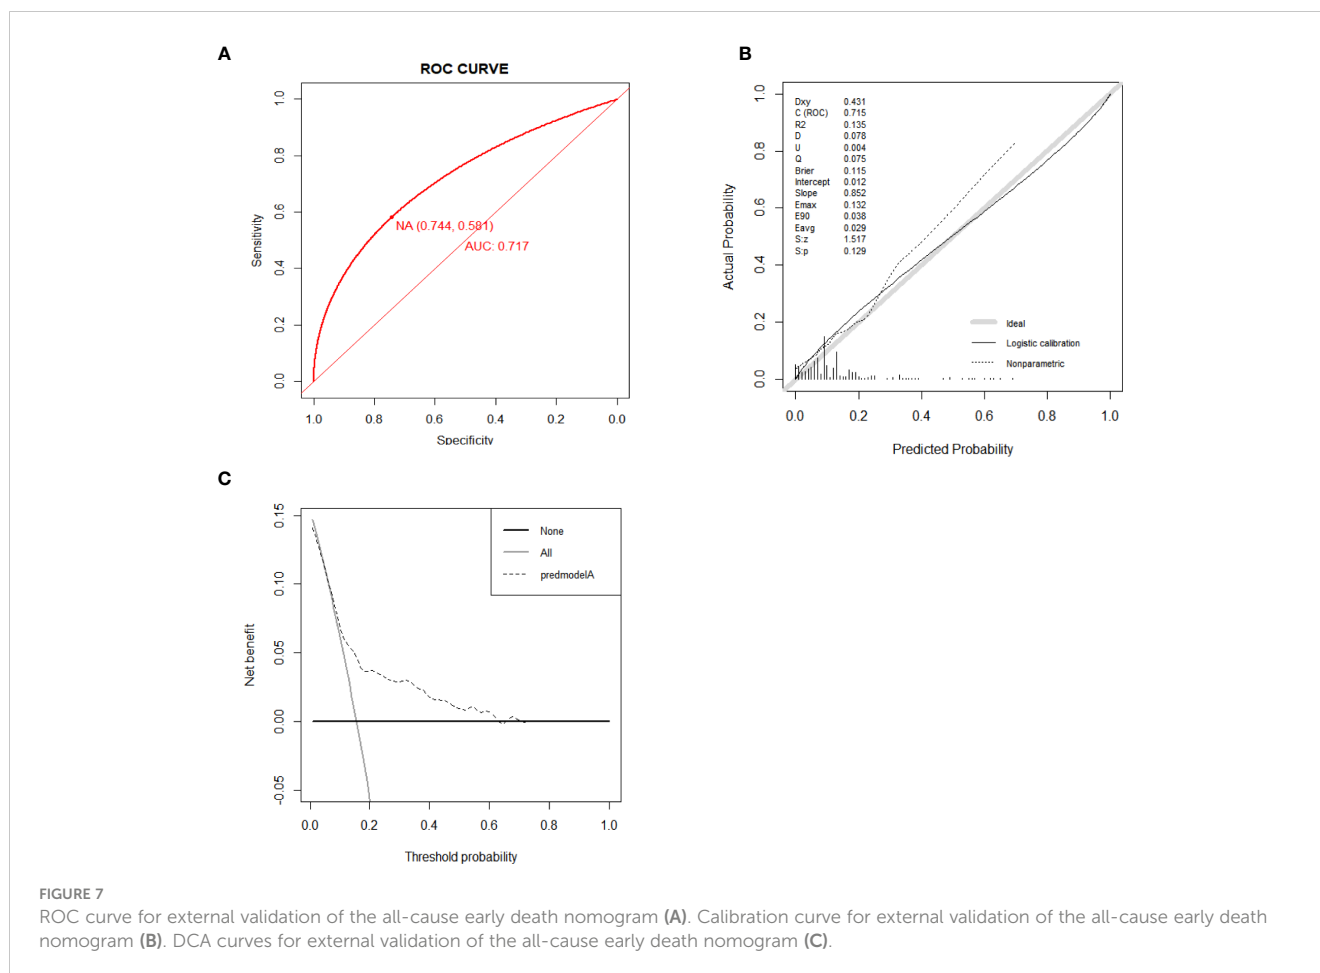 A
ROC CURVE
1.0
0.8
0.6
0.4
0.2
0.0
Sensitivity
NA (0.744, 0.581)
AUC: 0.717
1.0 0.8 0.6 0.4 0.2 0.0
Specificity
B
1.0
0.8
0.6
0.4
0.2
0.0
Actual Probability
Dxy 0.431
C (ROC) 0.715
R2 0.135
D 0.078
U 0.004
Q 0.075
Brier 0.115
Intercept 0.012
Slope 0.852
Emax 0.132
E90 0.038
Eavg 0.029
S:z 1.517
S:p 0.129
Ideal
Logistic calibration
Nonparametric
0.0 0.2 0.4 0.6 0.8 1.0
Predicted Probability
C
0.15
0.10
0.05
0.00
-0.05
Net benefit
None
All
predmodelA
0.0 0.2 0.4 0.6 0.8 1.0
Threshold probability
FIGURE 7
ROC curve for external validation of the all-cause early death nomogram (A). Calibration curve for external validation of the all-cause early death
nomogram (B). DCA curves for external validation of the all-cause early death nomogram (C).